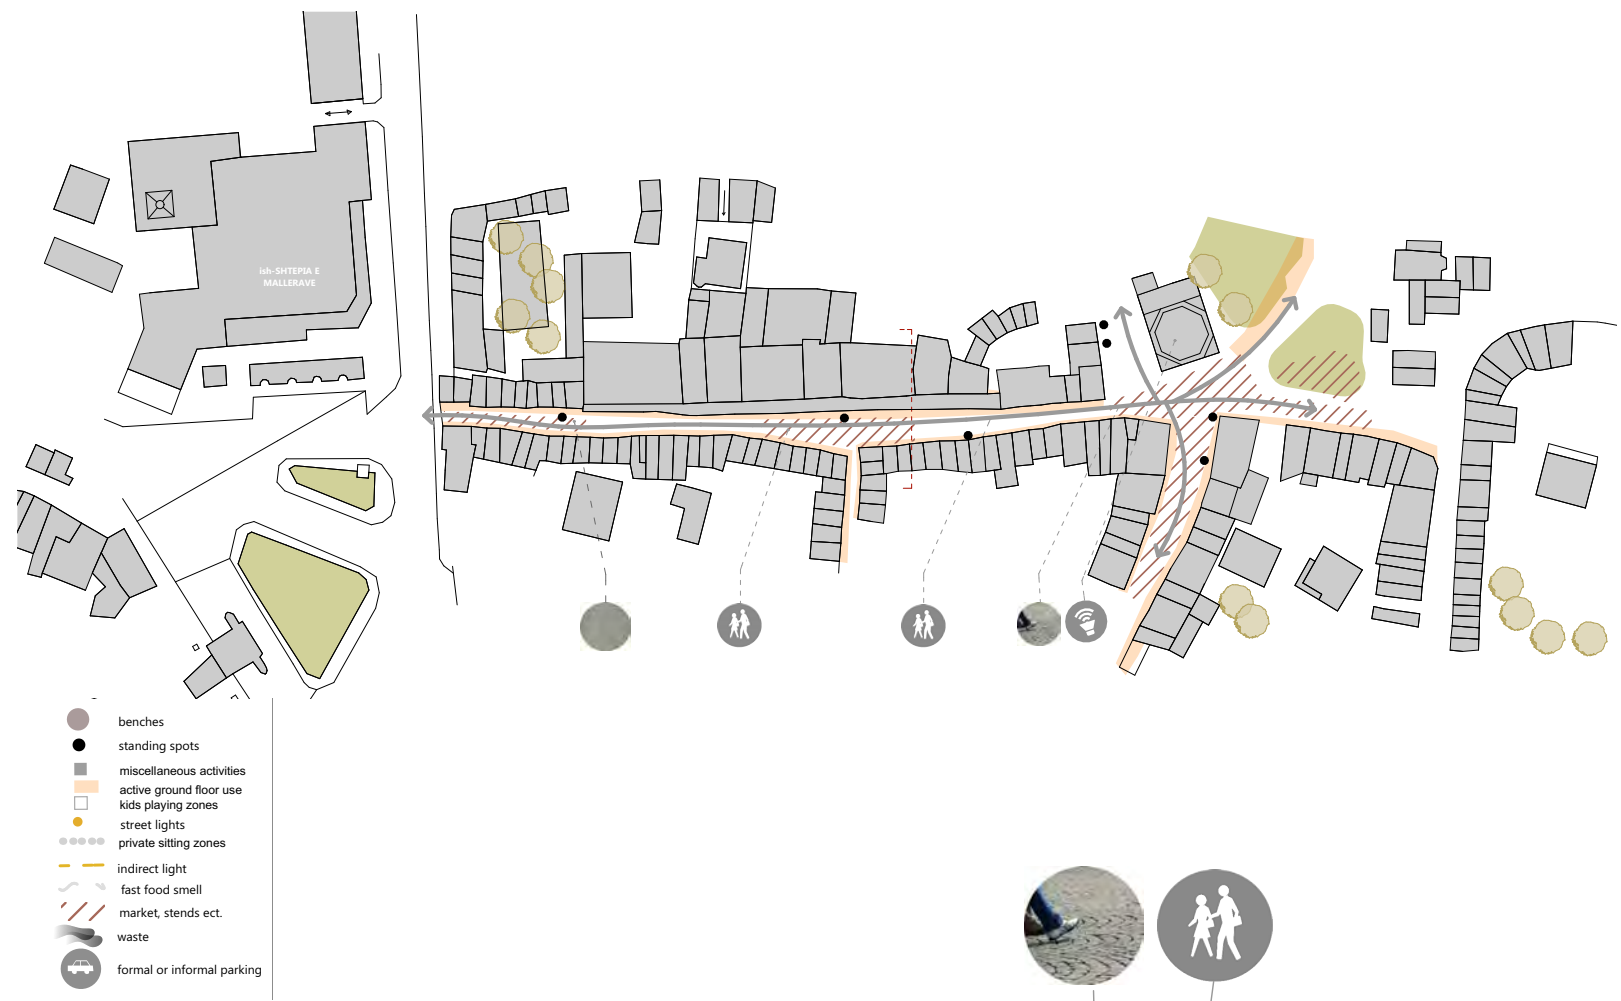 ish-SHTEPIA E
MALLERAVE
benches
standing spots
miscellaneous activities
active ground floor use
kids playing zones
street lights
private sitting zones
indirect light
fast food smell
market, stends ect.
waste
formal or informal parking